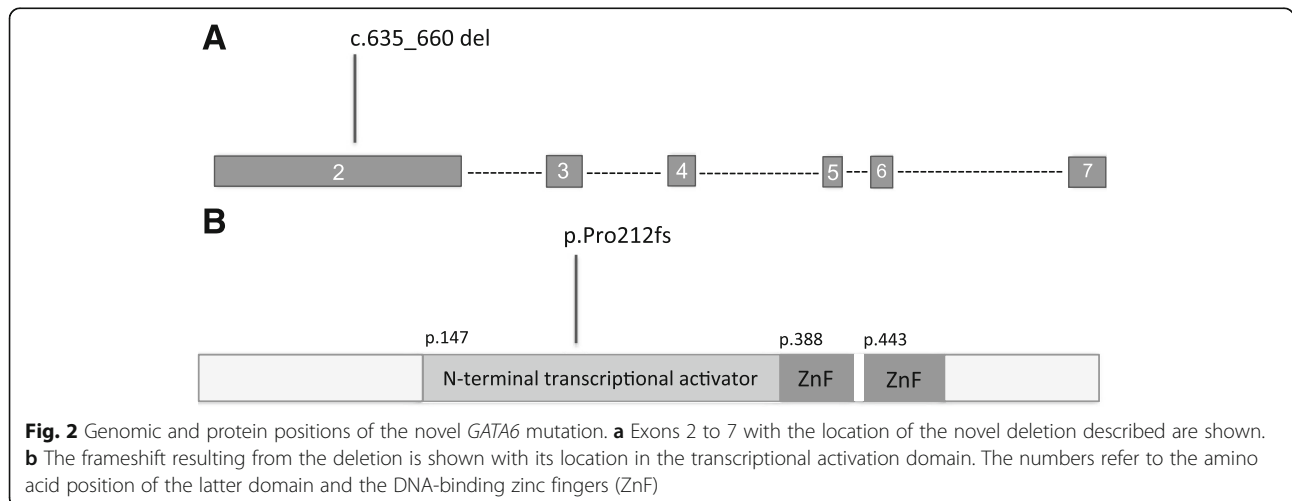 A
c.635_660 del
2 3 4 5 6 7
B
p.Pro212fs
p.147 p.388 p.443
N-terminal transcriptional activator ZnF ZnF
Fig. 2 Genomic and protein positions of the novel GATA6 mutation. a Exons 2 to 7 with the location of the novel deletion described are shown.
b The frameshift resulting from the deletion is shown with its location in the transcriptional activation domain. The numbers refer to the amino
acid position of the latter domain and the DNA-binding zinc fingers (ZnF)